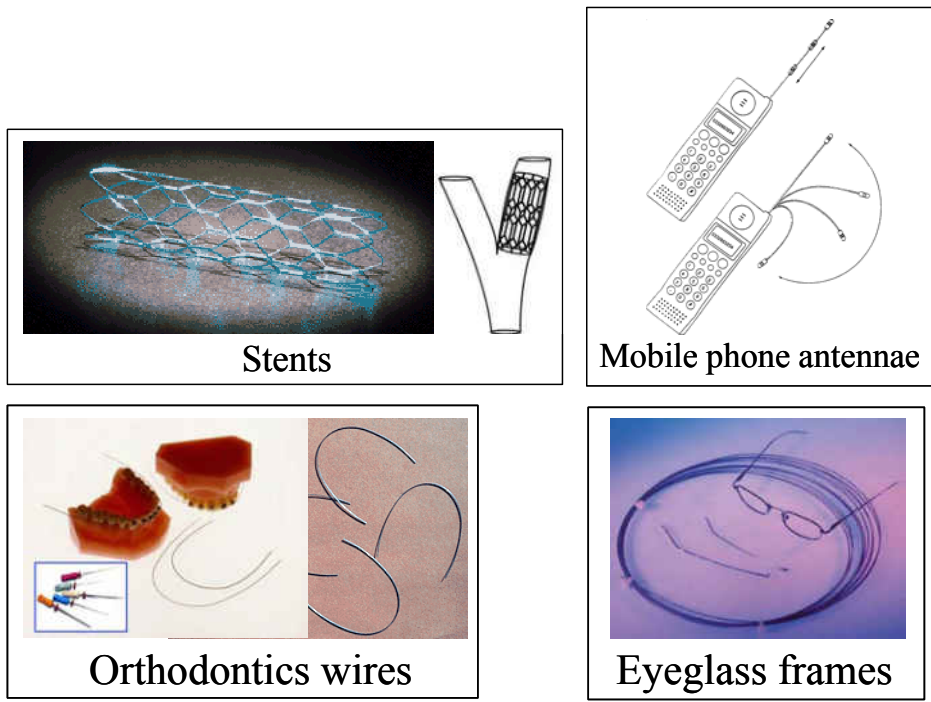 Stents
Mobile phone antennae
Orthodontics wires
Eyeglass frames